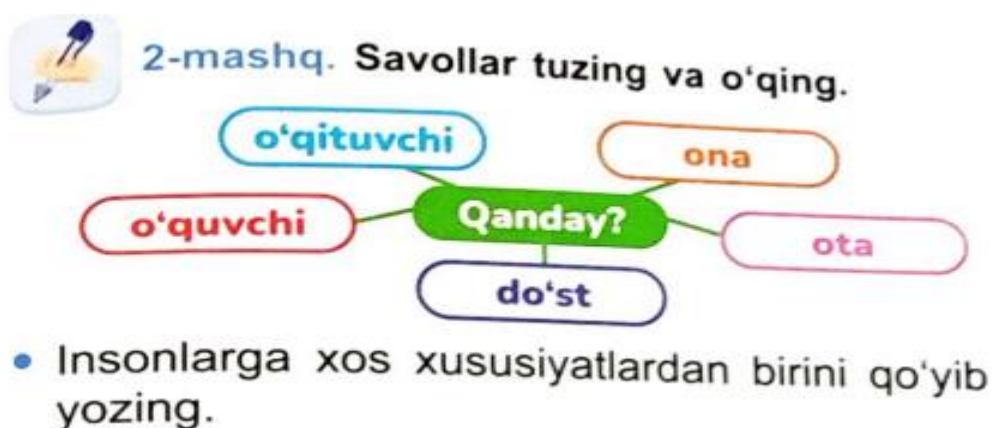 2-mashq. Savollar tuzing va o‘qing.
o‘qituvchi
ona
o‘quvchi
Qanday?
ota
do‘st
• Insonlarga xos xususiyatlardan birini qo‘yib
yozing.